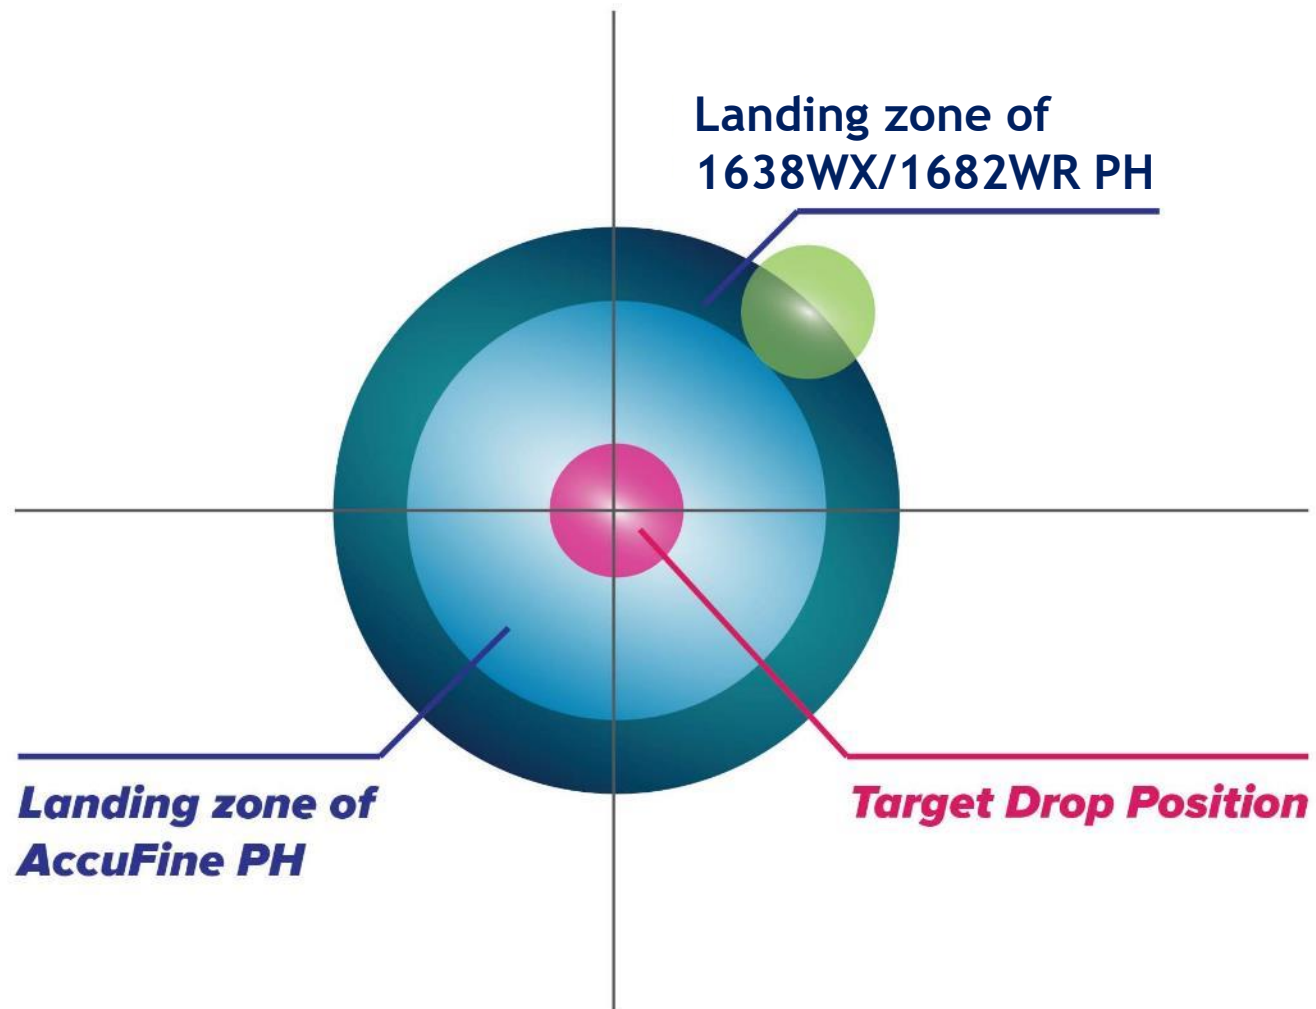 Landing zone of
1638WX/1682WR PH
Landing zone of
AccuFine PH
Target Drop Position